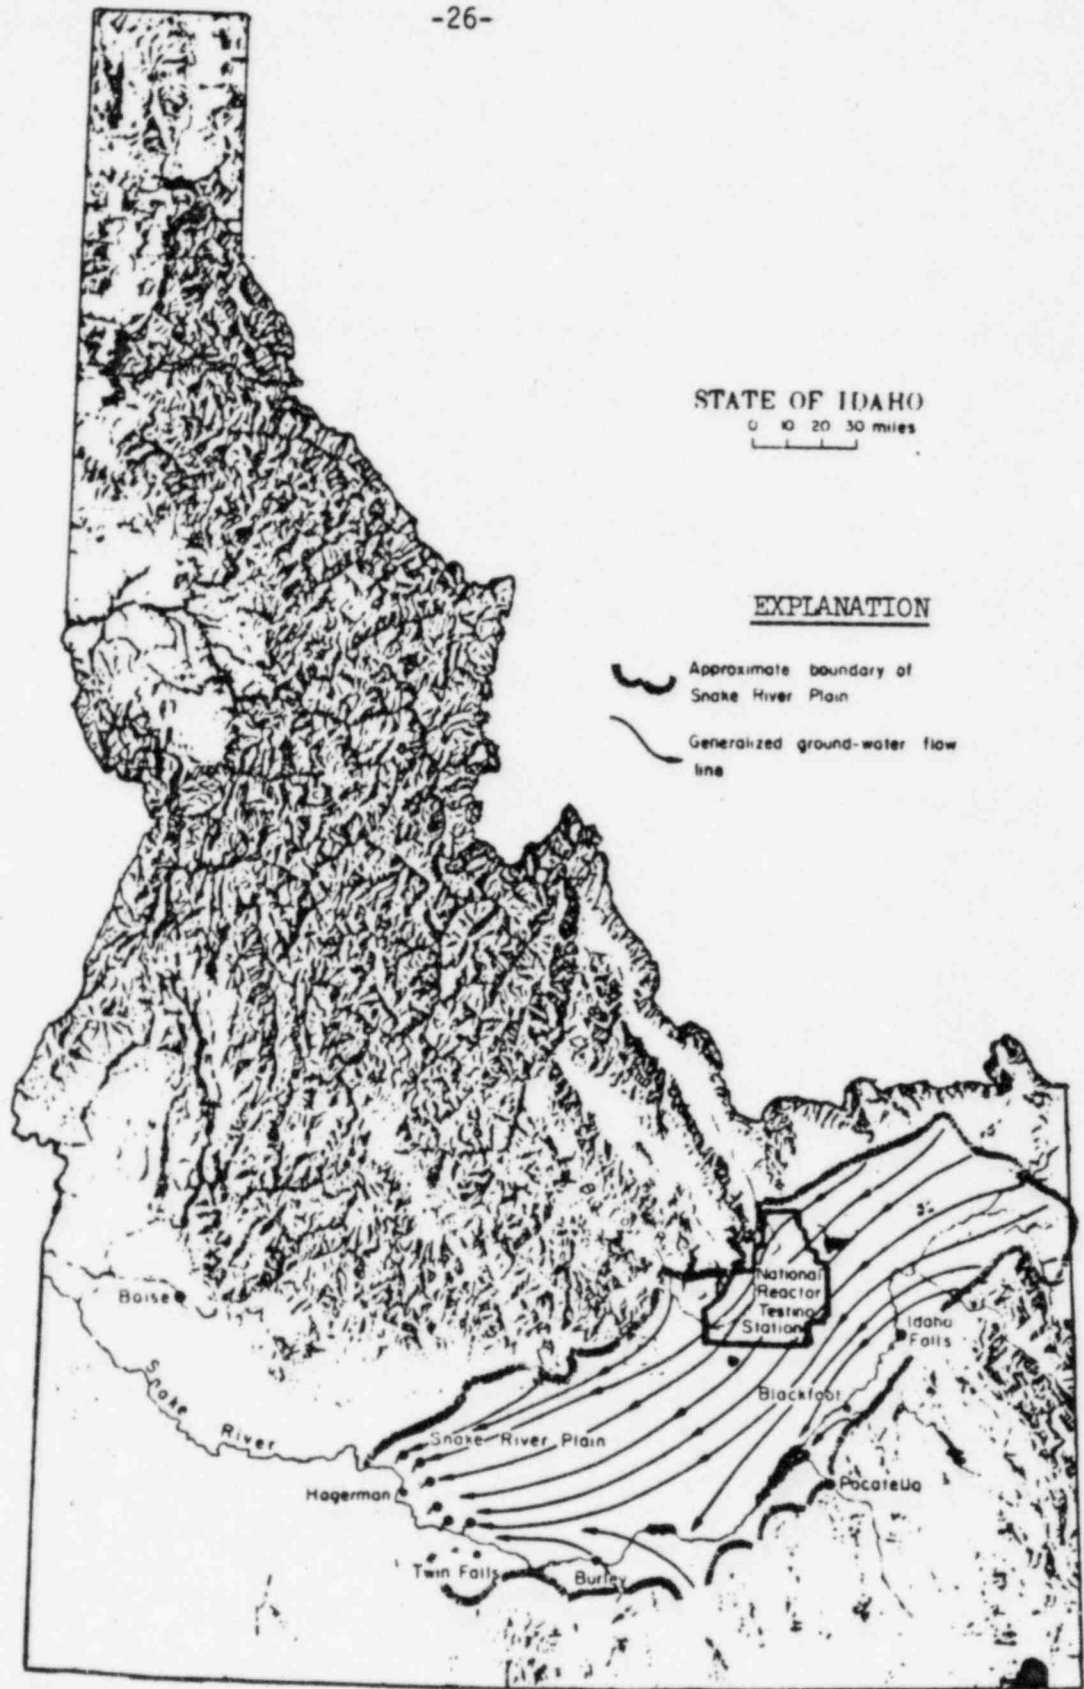 -26-
STATE OF IDAHO
0 10 20 30 miles
EXPLANATION
Approximate boundary of
Snake River Plain
Generalized ground-water flow
line
National
Reactor
Testing
Station
Boise
Idaho
Falls
Snake
River
Blackfoot
Snake River Plain
Hagerman
Pocatello
Twin Falls
Burley